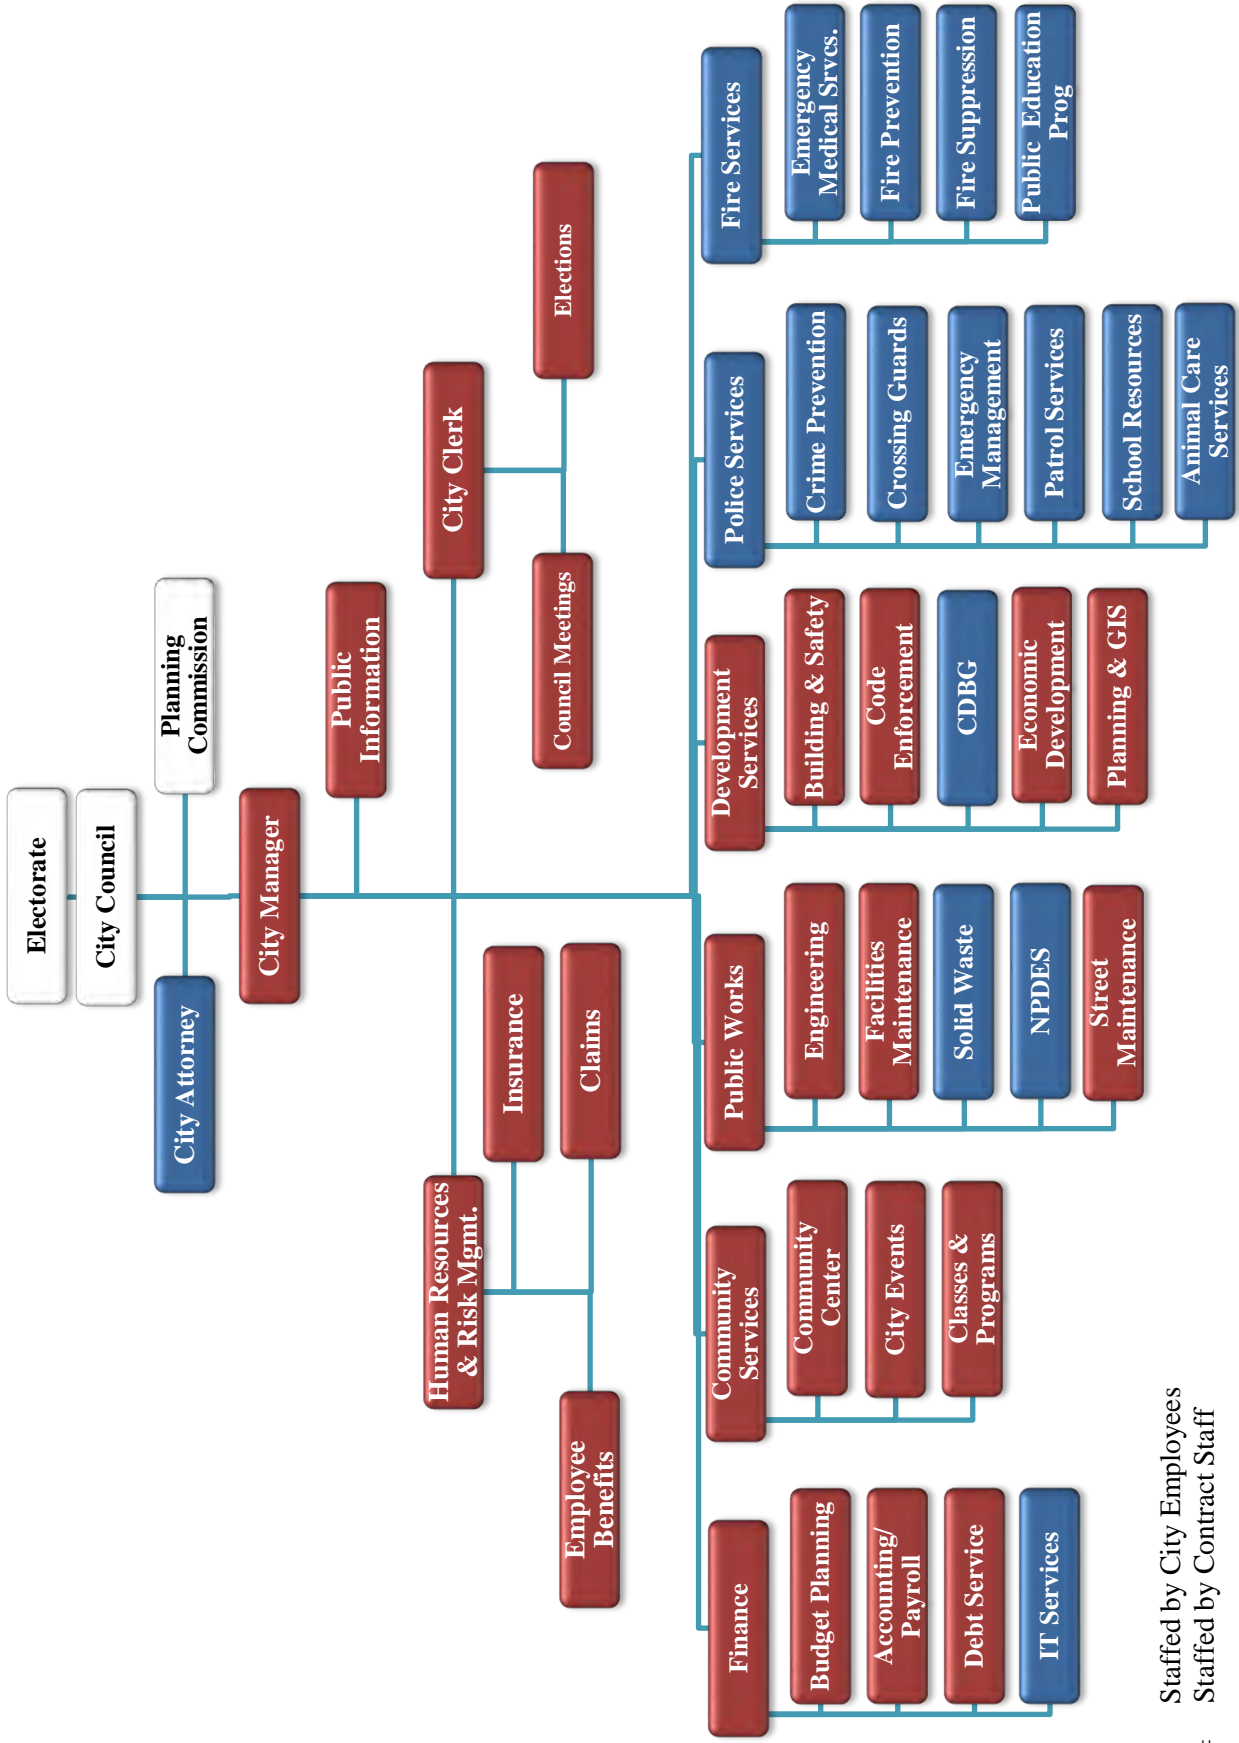 Electorate
City Council
City Attorney
Planning
Commission
City Manager
Public
Information
Human Resources
& Risk Mgmt.
City Clerk
Insurance
Employee
Benefits
Claims
Council Meetings
Elections
Finance
Budget Planning
Accounting/
Payroll
Debt Service
IT Services
Community
Services
Community
Center
City Events
Classes &
Programs
Public Works
Engineering
Facilities
Maintenance
Solid Waste
NPDES
Street
Maintenance
Development
Services
Building & Safety
Code
Enforcement
CDBG
Economic
Development
Planning & GIS
Police Services
Crime Prevention
Crossing Guards
Emergency
Management
Patrol Services
School Resources
Animal Care
Services
Fire Services
Emergency
Medical Srvcs.
Fire Prevention
Fire Suppression
Public Education
Prog
Staffed by City Employees
Staffed by Contract Staff